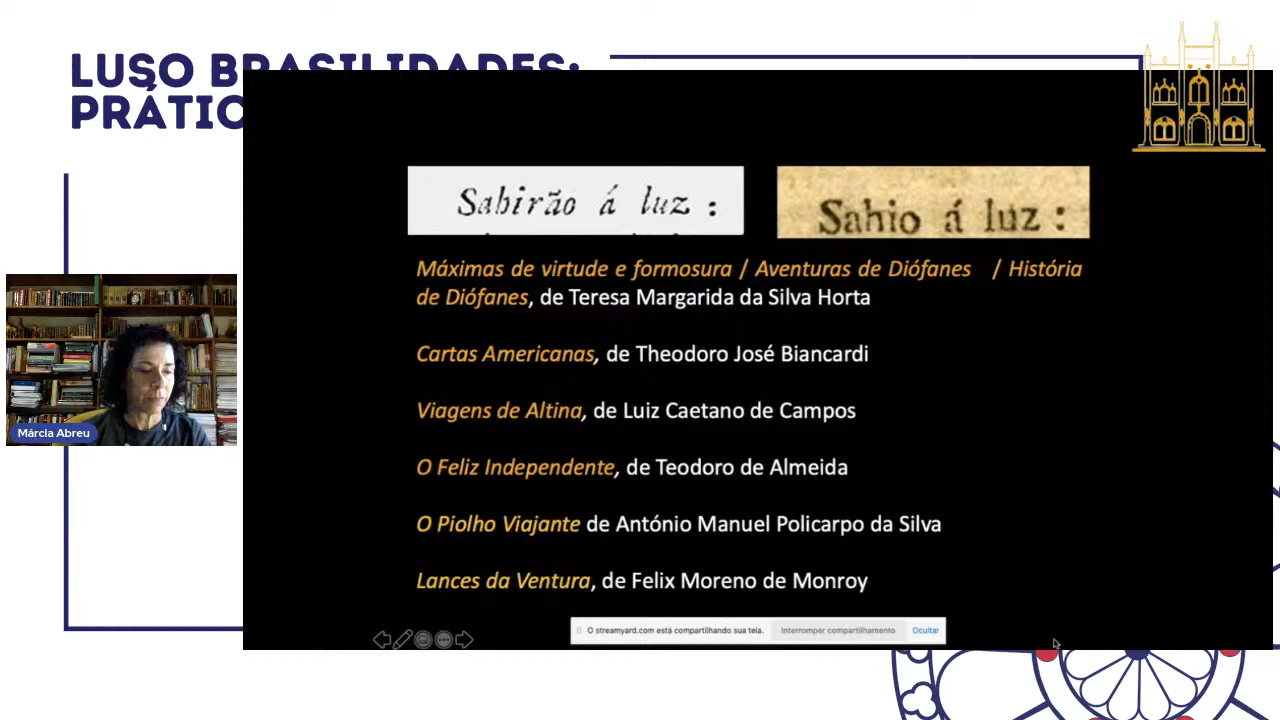 LUSO BRASILIDADES:
PRÁTIC
Sahirão á luz :
Sahio á luz :
Máximas de virtude e formosura / Aventuras de Diófanes / História
de Diófanes, de Teresa Margarida da Silva Horta
Cartas Americanas, de Theodoro José Biancardi
Viagens de Altina, de Luiz Caetano de Campos
O Feliz Independente, de Teodoro de Almeida
O Piolho Viajante de António Manuel Policarpo da Silva
Lances da Ventura, de Felix Moreno de Monroy
Márcia Abreu
O streamyard.com está compartilhando sua tela. Interromper compartilhamento Ocultar